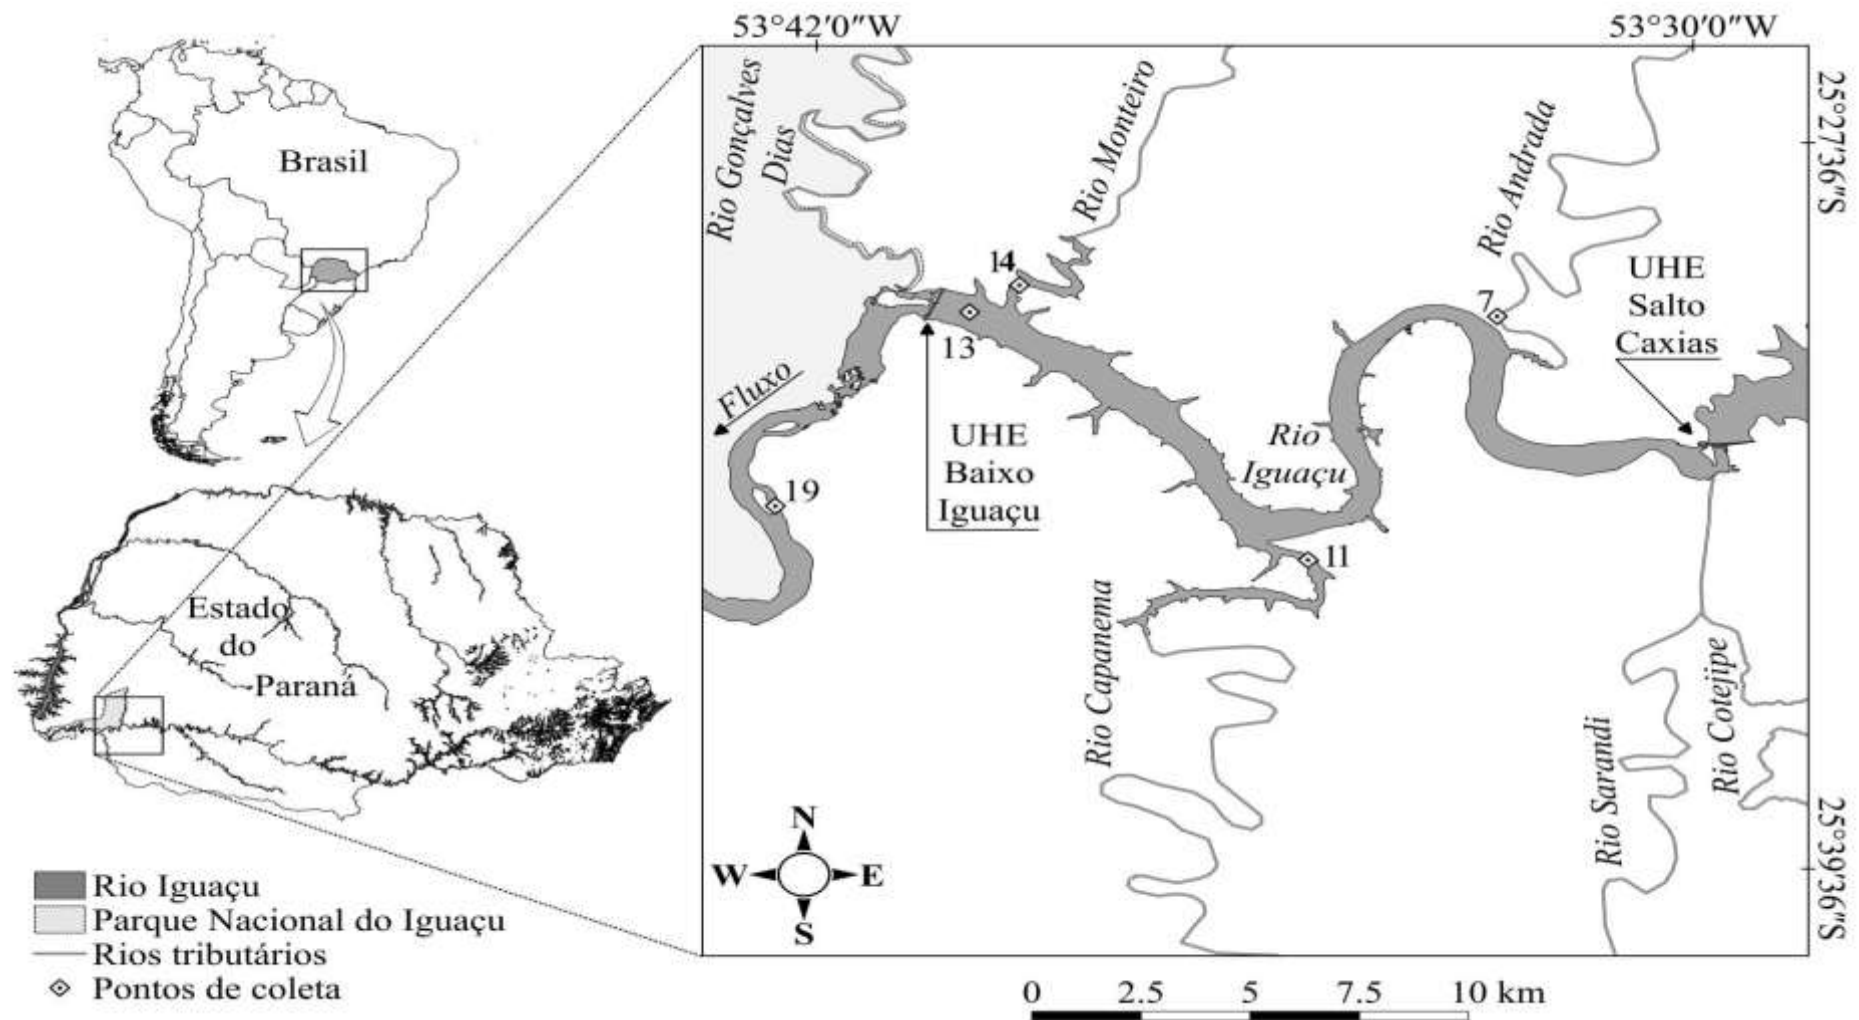 53°42′0″W
53°30′0″W
25°27′36″S
25°39′36″S
Brasil
Rio Gonçalves
Dias
Rio Monteiro
Rio Andrada
14
13
7
UHE
Salto
Caxias
Fluxo
UHE
Baixo
Iguaçu
Rio
Iguaçu
19
11
Rio Capanema
Rio Sarandi
Rio Cotejipe
Estado
do
Paraná
N
W
E
S
Rio Iguaçu
Parque Nacional do Iguaçu
Rios tributários
Pontos de coleta
0 2.5 5 7.5 10 km